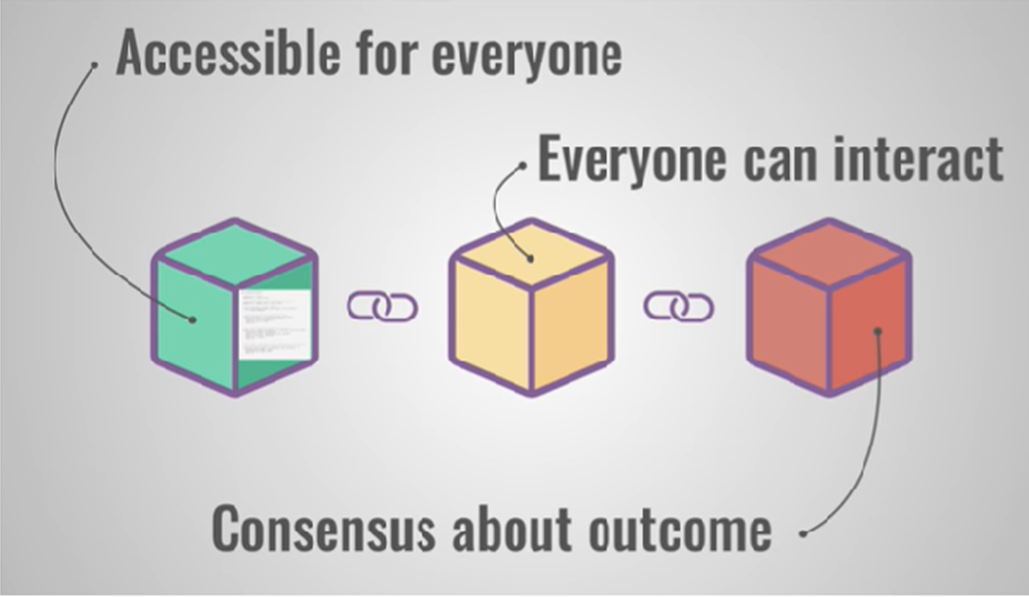 Accessible for everyone
Everyone can interact
Consensus about outcome